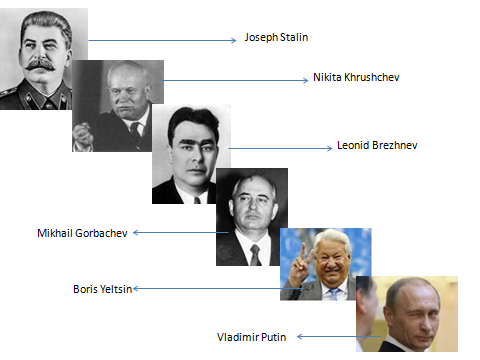 Joseph Stalin
Nikita Khrushchev
Leonid Brezhnev
Mikhail Gorbachev
Boris Yeltsin
Vladimir Putin